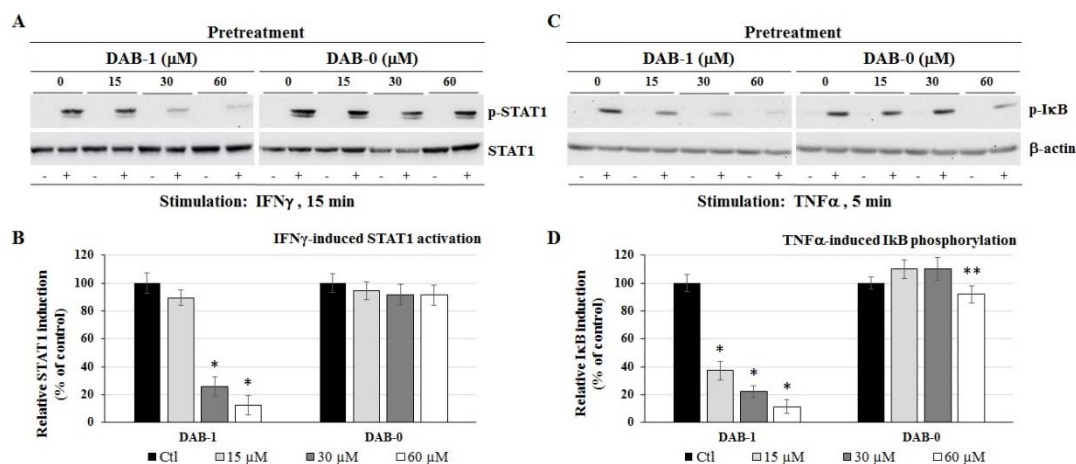 A
Pretreatment
DAB-1 (μM) DAB-0 (μM)
0 15 30 60 0 15 30 60
p-STAT1
STAT1
- + - + - + - + - + - + - + - +
Stimulation: IFNγ , 15 min
C
Pretreatment
DAB-1 (μM) DAB-0 (μM)
0 15 30 60 0 15 30 60
p-IκB
β-actin
- + - + - + - + - + - + - + - +
Stimulation: TNFα , 5 min
B
IFNγ-induced STAT1 activation
Relative STAT1 induction
(% of control)
120
100
80
60
40
20
0
* *
DAB-1 DAB-0
Ctl 15 μM 30 μM 60 μM
D
TNFα-induced IκB phosphorylation
Relative IκB induction
(% of control)
120
100
80
60
40
20
0
* * * **
DAB-1 DAB-0
Ctl 15 μM 30 μM 60 μM